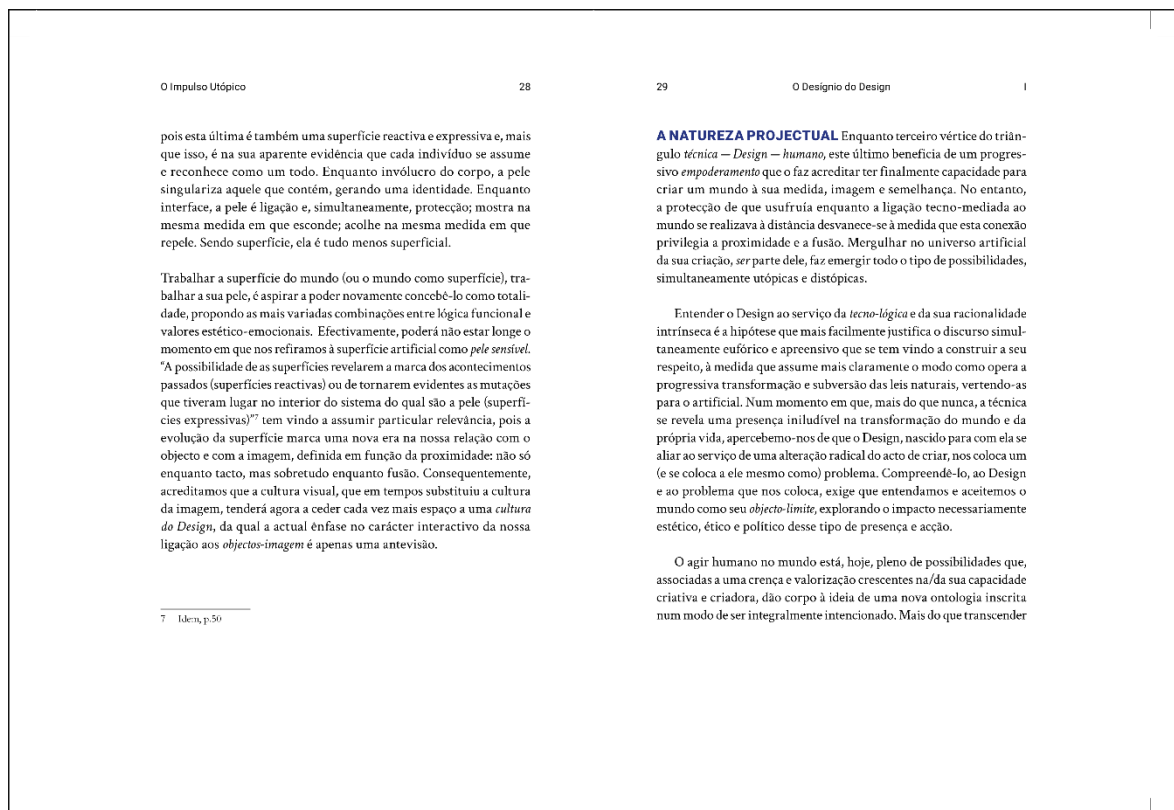 O Impulso Utópico 28
pois esta última é também uma superfície reactiva e expressiva e, mais
que isso, é na sua aparente evidência que cada indivíduo se assume
e reconhece como um todo. Enquanto invólucro do corpo, a pele
singulariza aquele que contém, gerando uma identidade. Enquanto
interface, a pele é ligação e, simultaneamente, protecção; mostra na
mesma medida em que esconde; acolhe na mesma medida em que
repele. Sendo superfície, ela é tudo menos superficial.
Trabalhar a superfície do mundo (ou o mundo como superfície), tra-
balhar a sua pele, é aspirar a poder novamente concebê-lo como totali-
dade, propondo as mais variadas combinações entre lógica funcional e
valores estético-emocionais. Efectivamente, poderá não estar longe o
momento em que nos refiramos à superfície artificial como pele sensível.
“A possibilidade de as superfícies revelarem a marca dos acontecimentos
passados (superfícies reactivas) ou de tornarem evidentes as mutações
que tiveram lugar no interior do sistema do qual são a pele (superfí-
cies expressivas)”7 tem vindo a assumir particular relevância, pois a
evolução da superfície marca uma nova era na nossa relação com o
objecto e com a imagem, definida em função da proximidade: não só
enquanto tacto, mas sobretudo enquanto fusão. Consequentemente,
acreditamos que a cultura visual, que em tempos substituiu a cultura
da imagem, tenderá agora a ceder cada vez mais espaço a uma cultura
do Design, da qual a actual ênfase no carácter interactivo da nossa
ligação aos objectos-imagem é apenas uma antevisão.
7 Idem, p.50
29 O Desígnio do Design I
A NATUREZA PROJECTUAL Enquanto terceiro vértice do triân-
gulo técnica — Design — humano, este último beneficia de um progres-
sivo empoderamento que o faz acreditar ter finalmente capacidade para
criar um mundo à sua medida, imagem e semelhança. No entanto,
a protecção de que usufruía enquanto a ligação tecno-mediada ao
mundo se realizava à distância desvanece-se à medida que esta conexão
privilegia a proximidade e a fusão. Mergulhar no universo artificial
da sua criação, ser parte dele, faz emergir todo o tipo de possibilidades,
simultaneamente utópicas e distópicas.
Entender o Design ao serviço da tecno-lógica e da sua racionalidade
intrínseca é a hipótese que mais facilmente justifica o discurso simul-
taneamente eufórico e apreensivo que se tem vindo a construir a seu
respeito, à medida que assume mais claramente o modo como opera a
progressiva transformação e subversão das leis naturais, vertendo-as
para o artificial. Num momento em que, mais do que nunca, a técnica
se revela uma presença iniludível na transformação do mundo e da
própria vida, apercebemo-nos de que o Design, nascido para com ela se
aliar ao serviço de uma alteração radical do acto de criar, nos coloca um
(e se coloca a ele mesmo como) problema. Compreendê-lo, ao Design
e ao problema que nos coloca, exige que entendamos e aceitemos o
mundo como seu objecto-limite, explorando o impacto necessariamente
estético, ético e político desse tipo de presença e acção.
O agir humano no mundo está, hoje, pleno de possibilidades que,
associadas a uma crença e valorização crescentes na/da sua capacidade
criativa e criadora, dão corpo à ideia de uma nova ontologia inscrita
num modo de ser integralmente intencionado. Mais do que transcender